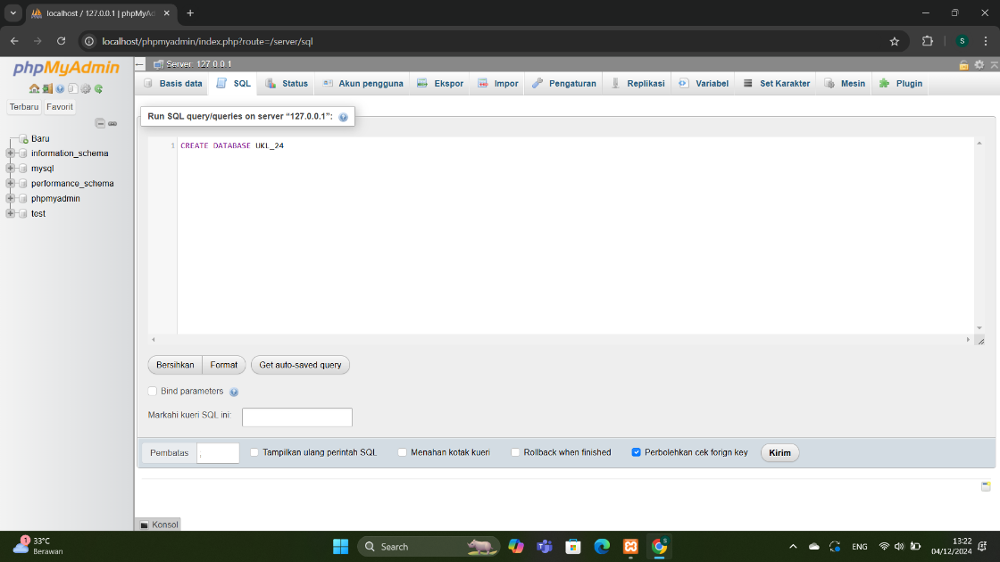 localhost / 127.0.0.1 | phpMyAd
localhost/phpmyadmin/index.php?route=/server/sql
S
phpMyAdmin
Terbaru
Favorit
Baru
information_schema
mysql
performance_schema
phpmyadmin
test
Server: 127.0.0.1
Basis data
SQL
Status
Akun pengguna
Ekspor
Impor
Pengaturan
Replikasi
Variabel
Set Karakter
Mesin
Plugin
Run SQL query/queries on server “127.0.0.1”:
1 CREATE DATABASE UKL_24
Bersihkan
Format
Get auto-saved query
Bind parameters
Markahi kueri SQL ini:
Pembatas
;
Tampilkan ulang perintah SQL
Menahan kotak kueri
Rollback when finished
Perbolehkan cek forign key
Kirim
Konsol
1
33°C
Berawan
Search
ENG
13:22
04/12/2024